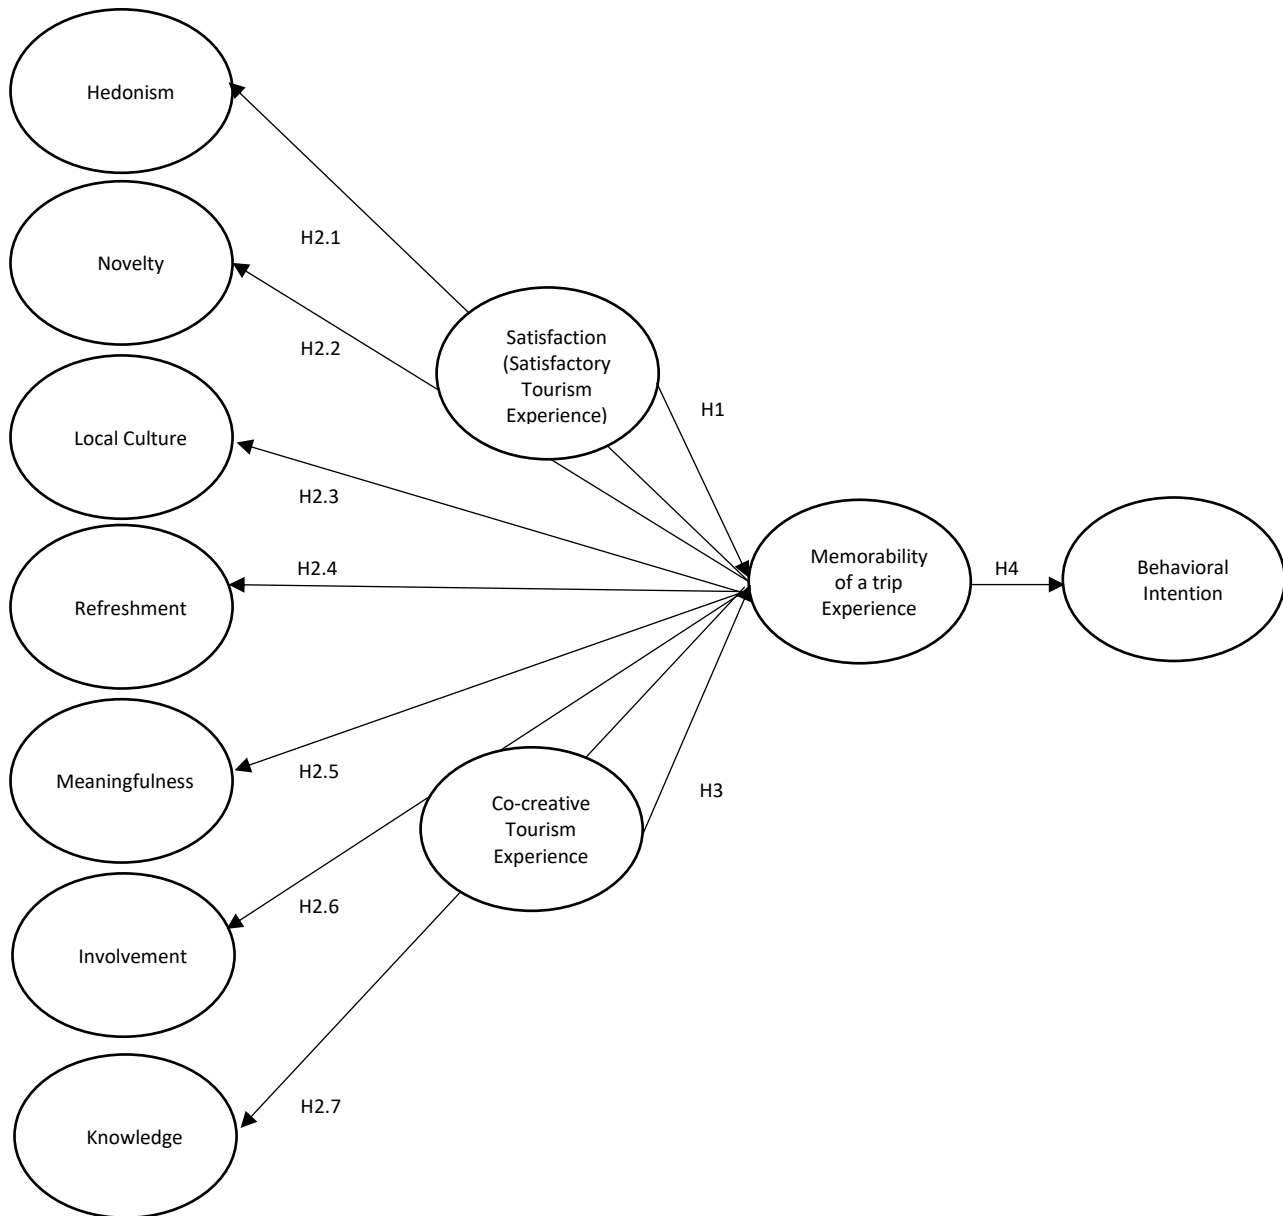 Hedonism
H2.1
Novelty
H2.2
Satisfaction
(Satisfactory
Tourism
Experience)
H1
Local Culture
H2.3
Memorability
of a trip
Experience
H4
Behavioral
Intention
H2.4
Refreshment
H2.5
Meaningfulness
H3
Co-creative
Tourism
Experience
H2.6
Involvement
H2.7
Knowledge